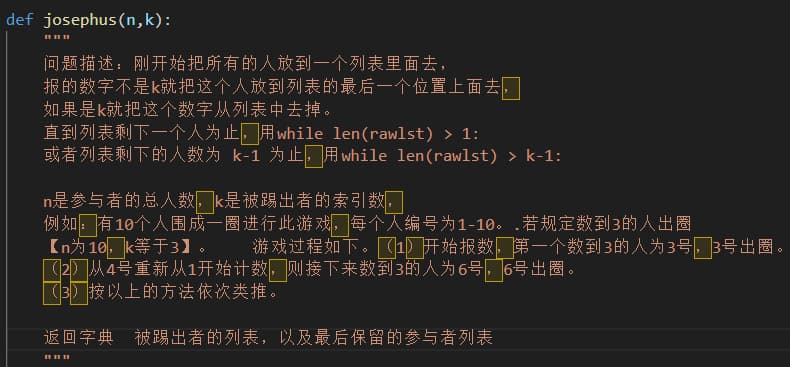 def josephus(n,k):
"""
问题描述：刚开始把所有的人放到一个列表里面去，
报的数字不是k就把这个人放到列表的最后一个位置上面去，
如果是k就把这个数字从列表中去掉。
直到列表剩下一个人为止，用while len(rawlst) > 1:
或者列表剩下的人数为 k-1 为止，用while len(rawlst) > k-1:
n是参与者的总人数，k是被踢出者的索引数，
例如：有10个人围成一圈进行此游戏，每个人编号为1-10。.若规定数到3的人出圈
【n为10，k等于3】。 游戏过程如下。（1）开始报数，第一个数到3的人为3号，3号出圈。
（2）从4号重新从1开始计数，则接下来数到3的人为6号，6号出圈。
（3）按以上的方法依次类推。
返回字典 被踢出者的列表，以及最后保留的参与者列表
"""